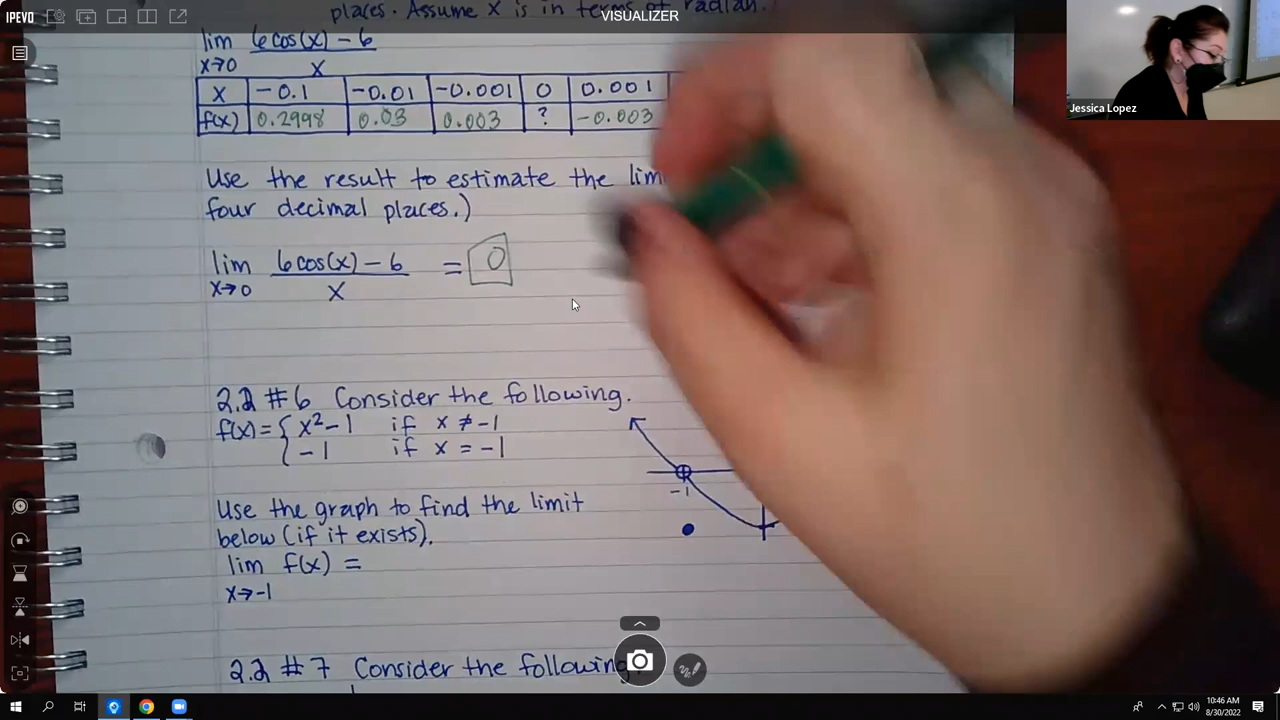 IPEVO
VISUALIZER
places. Assume x is in terms of radian.
lim 6cos(x) - 6
x→0 x
x -0.1 -0.01 -0.001 0 0.001
f(x) 0.2998 0.03 0.003 ? -0.003
Jessica Lopez
Use the result to estimate the
four decimal places.)
lim 6cos(x) - 6 = 0
x→0 x
2.2 #6 Consider the following.
f(x) = { x²-1 if x ≠ -1
{ -1 if x = -1
-1
Use the graph to find the limit
below (if it exists).
lim f(x) =
x→-1
2.2 #7 Consider the following
10:46 AM
8/30/2022